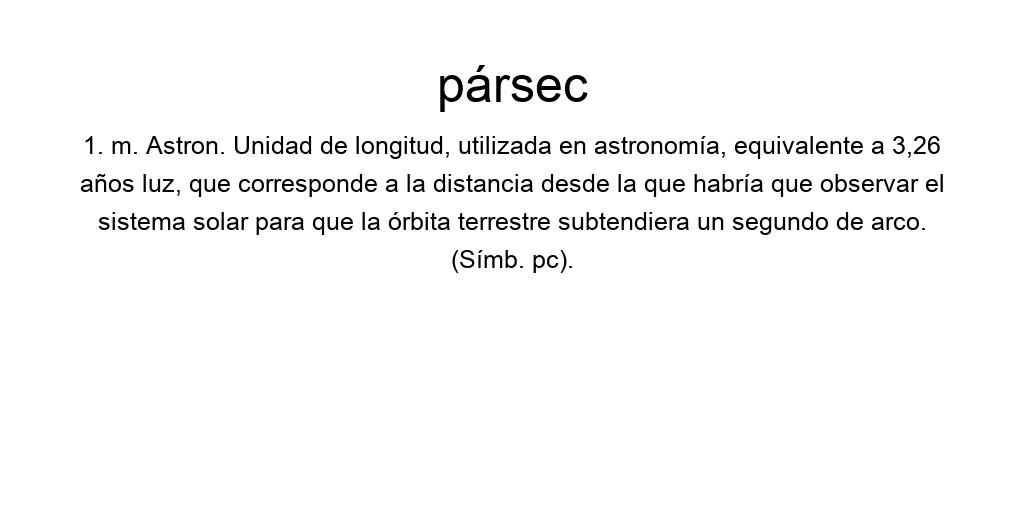 pársec
1. m. Astron. Unidad de longitud, utilizada en astronomía, equivalente a 3,26
años luz, que corresponde a la distancia desde la que habría que observar el
sistema solar para que la órbita terrestre subtendiera un segundo de arco.
(Símb. pc).